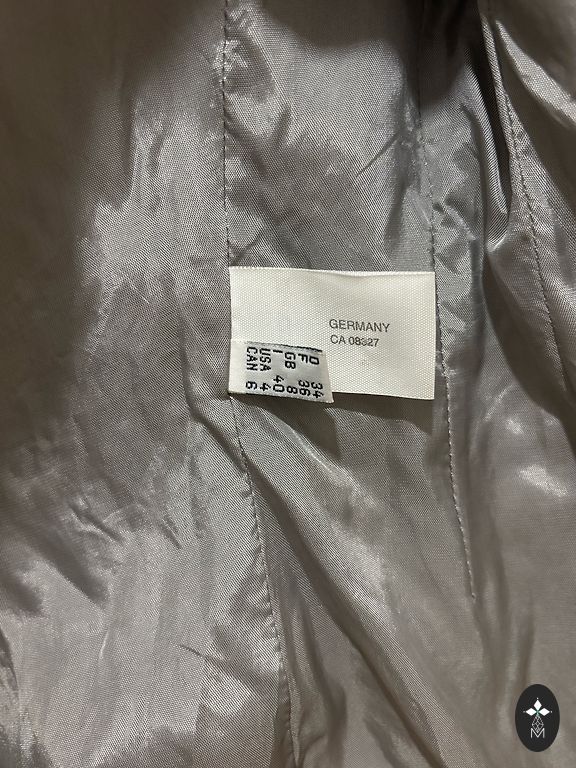 GERMANY
CA 08327
D 34
F 36
GB 8
I 40
USA 4
CAN 6